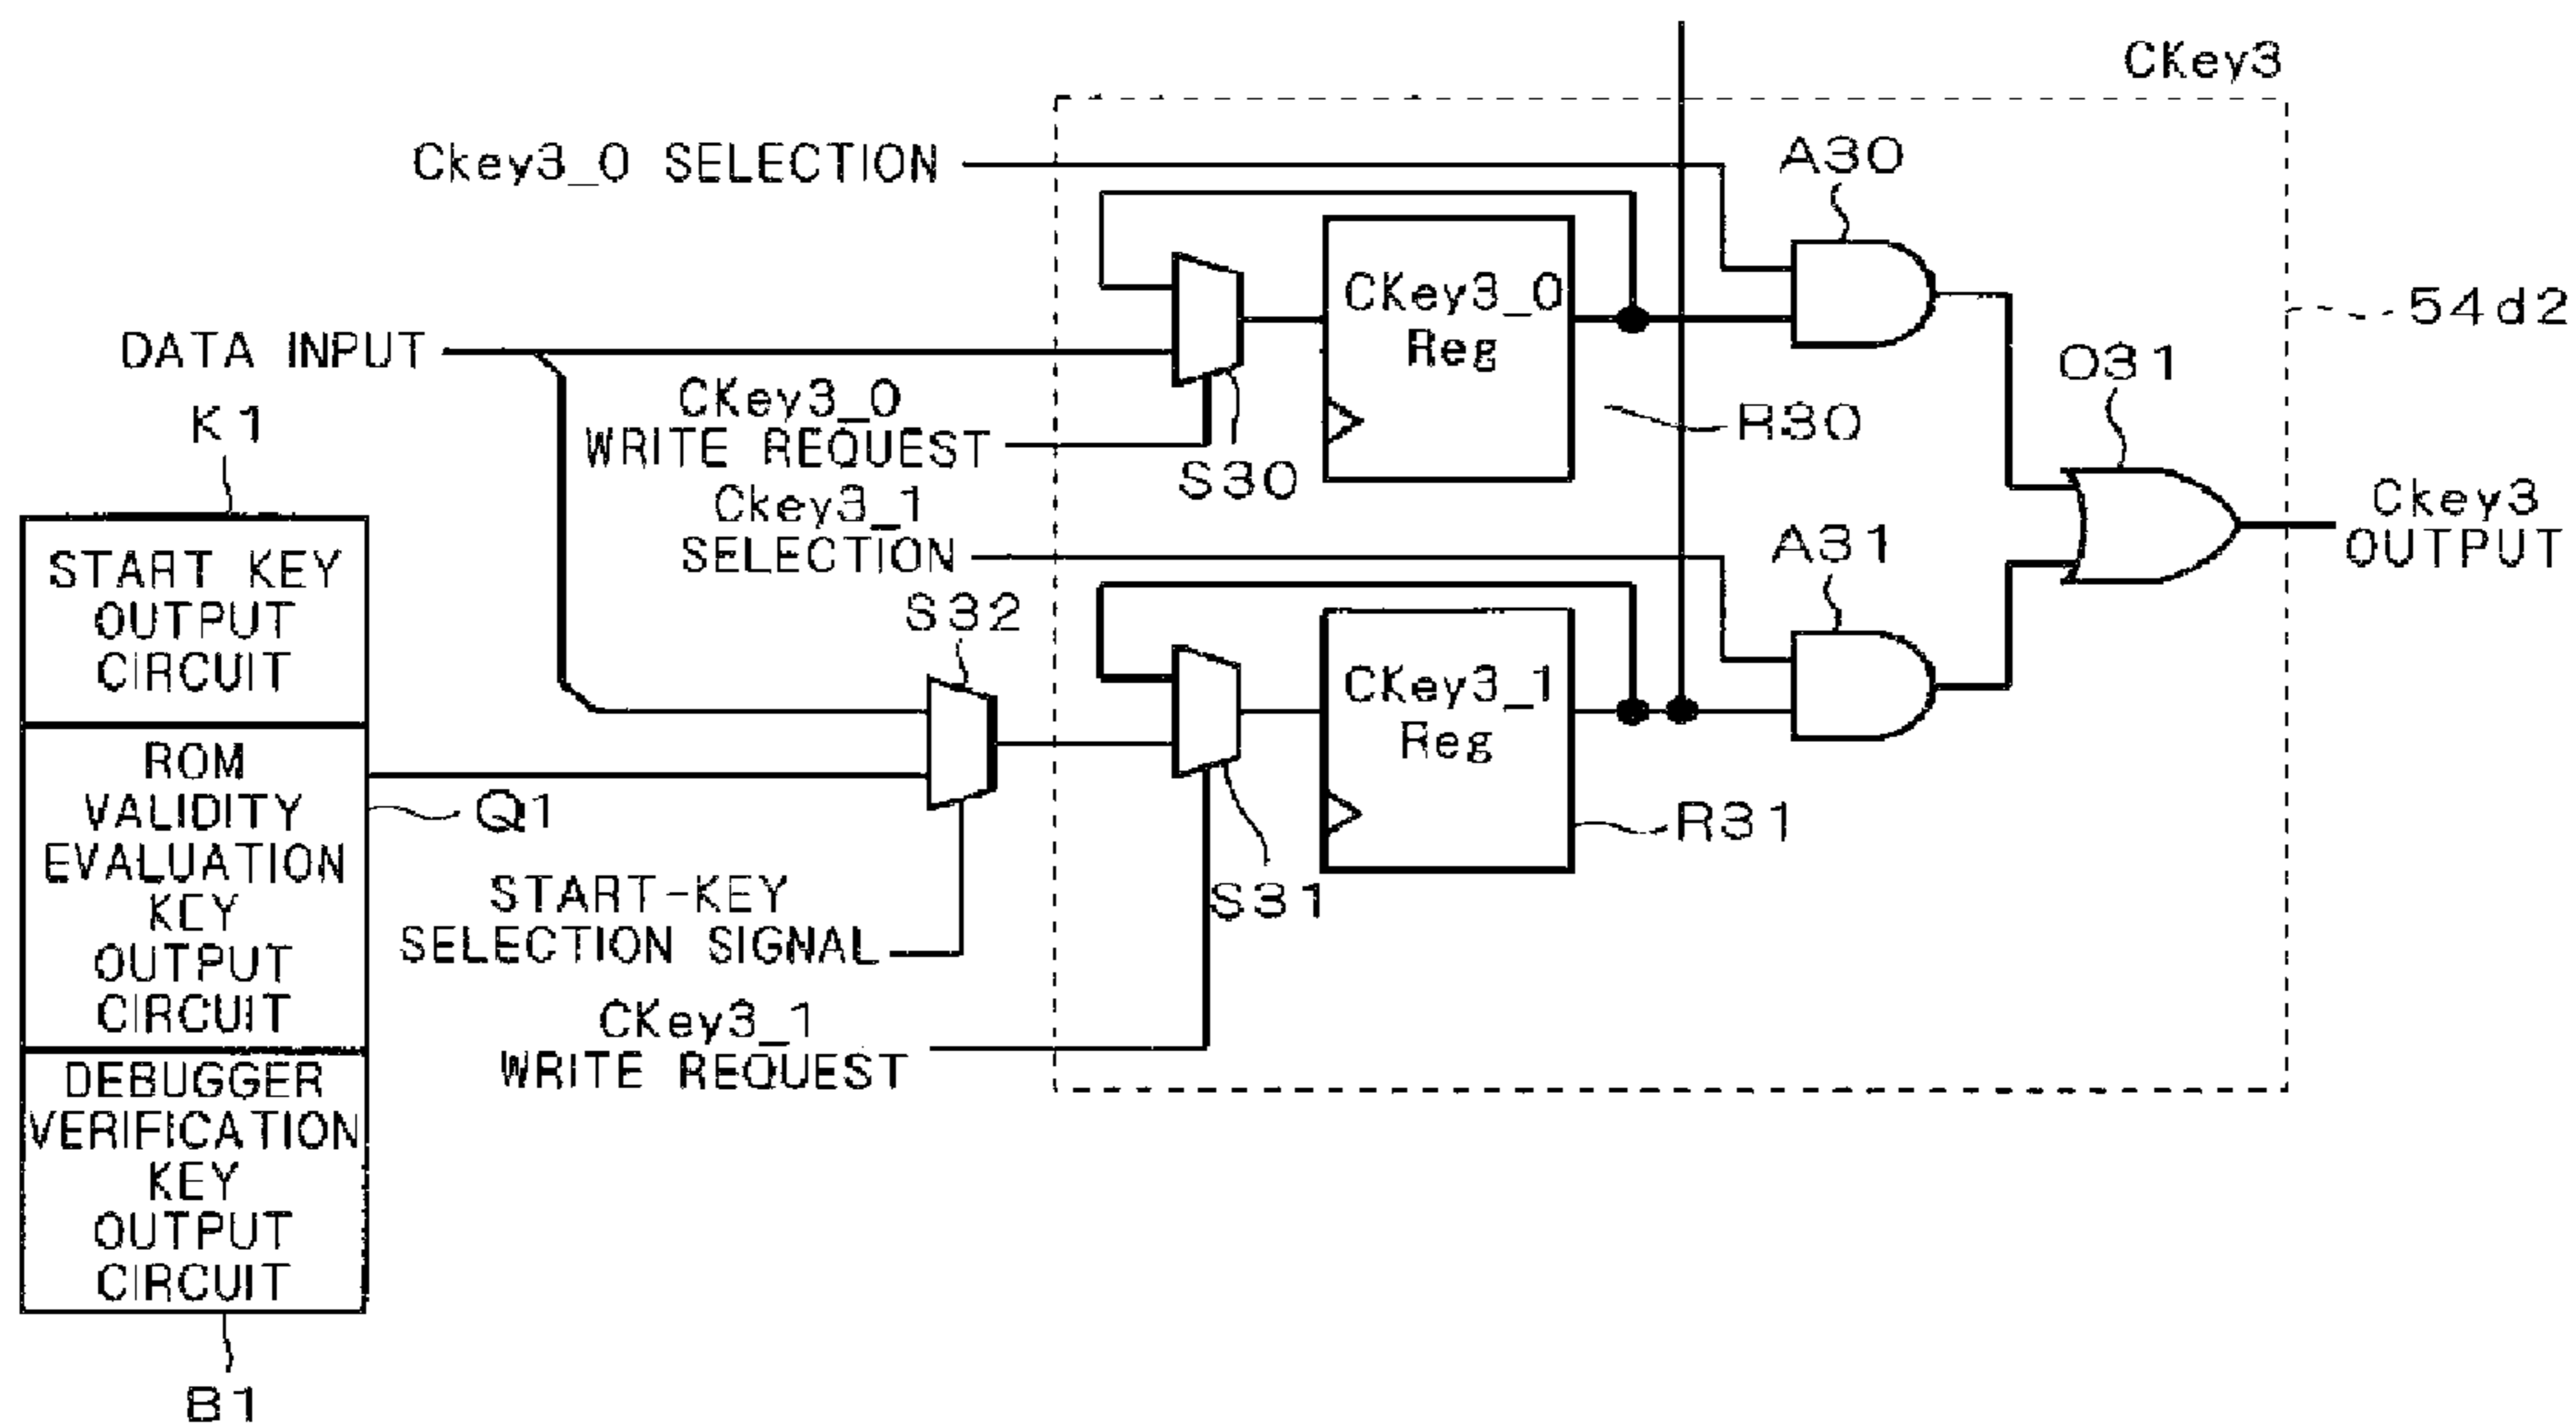 CKey3
Ckey3_0 SELECTION
A30
CKey3_0
Reg
54d2
DATA INPUT
O31
CKey3_0
WRITE REQUEST
R30
K1
S30
Ckey3_1
SELECTION
Ckey3
OUTPUT
A31
START KEY
OUTPUT
CIRCUIT
S32
CKey3_1
Reg
ROM
VALIDITY
EVALUATION
KEY
OUTPUT
CIRCUIT
Q1
R31
START-KEY
SELECTION SIGNAL
S31
CKey3_1
WRITE REQUEST
DEBUGGER
VERIFICATION
KEY
OUTPUT
CIRCUIT
B1